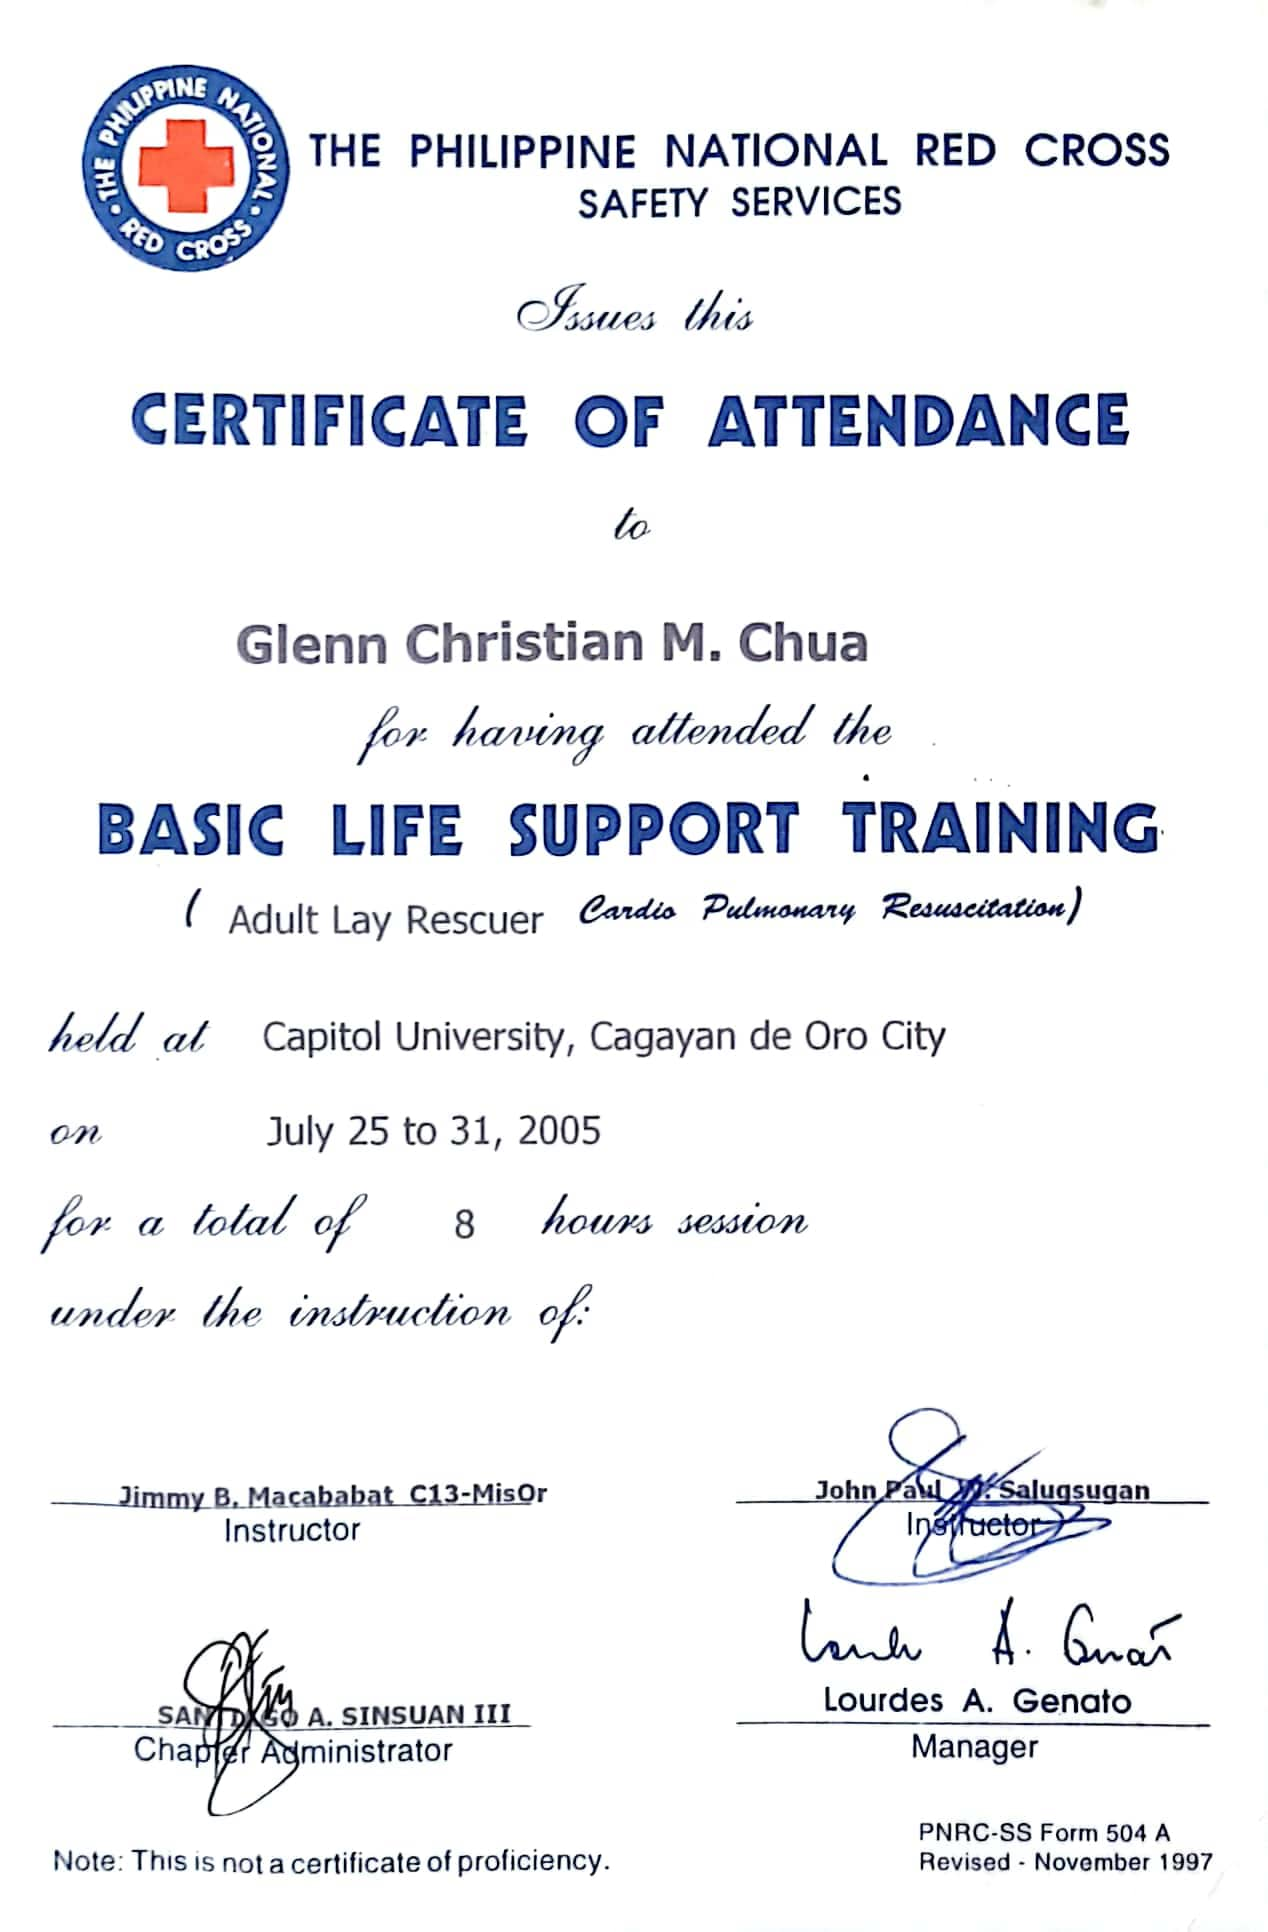 THE PHILIPPINE NATIONAL RED CROSS
THE PHILIPPINE NATIONAL RED CROSS
SAFETY SERVICES
Issues this
CERTIFICATE OF ATTENDANCE
to
Glenn Christian M. Chua
for having attended the
BASIC LIFE SUPPORT TRAINING
( Adult Lay Rescuer Cardio Pulmonary Resuscitation)
held at Capitol University, Cagayan de Oro City
on July 25 to 31, 2005
for a total of 8 hours session
under the instruction of:
Jimmy B. Macababat C13-MisOr
Instructor
John Paul Salugsugan
Instructor
A. SINSUAN III
Chapter Administrator
Lourdes A. Genato
Manager
Note: This is not a certificate of proficiency.
PNRC-SS Form 504 A
Revised - November 1997